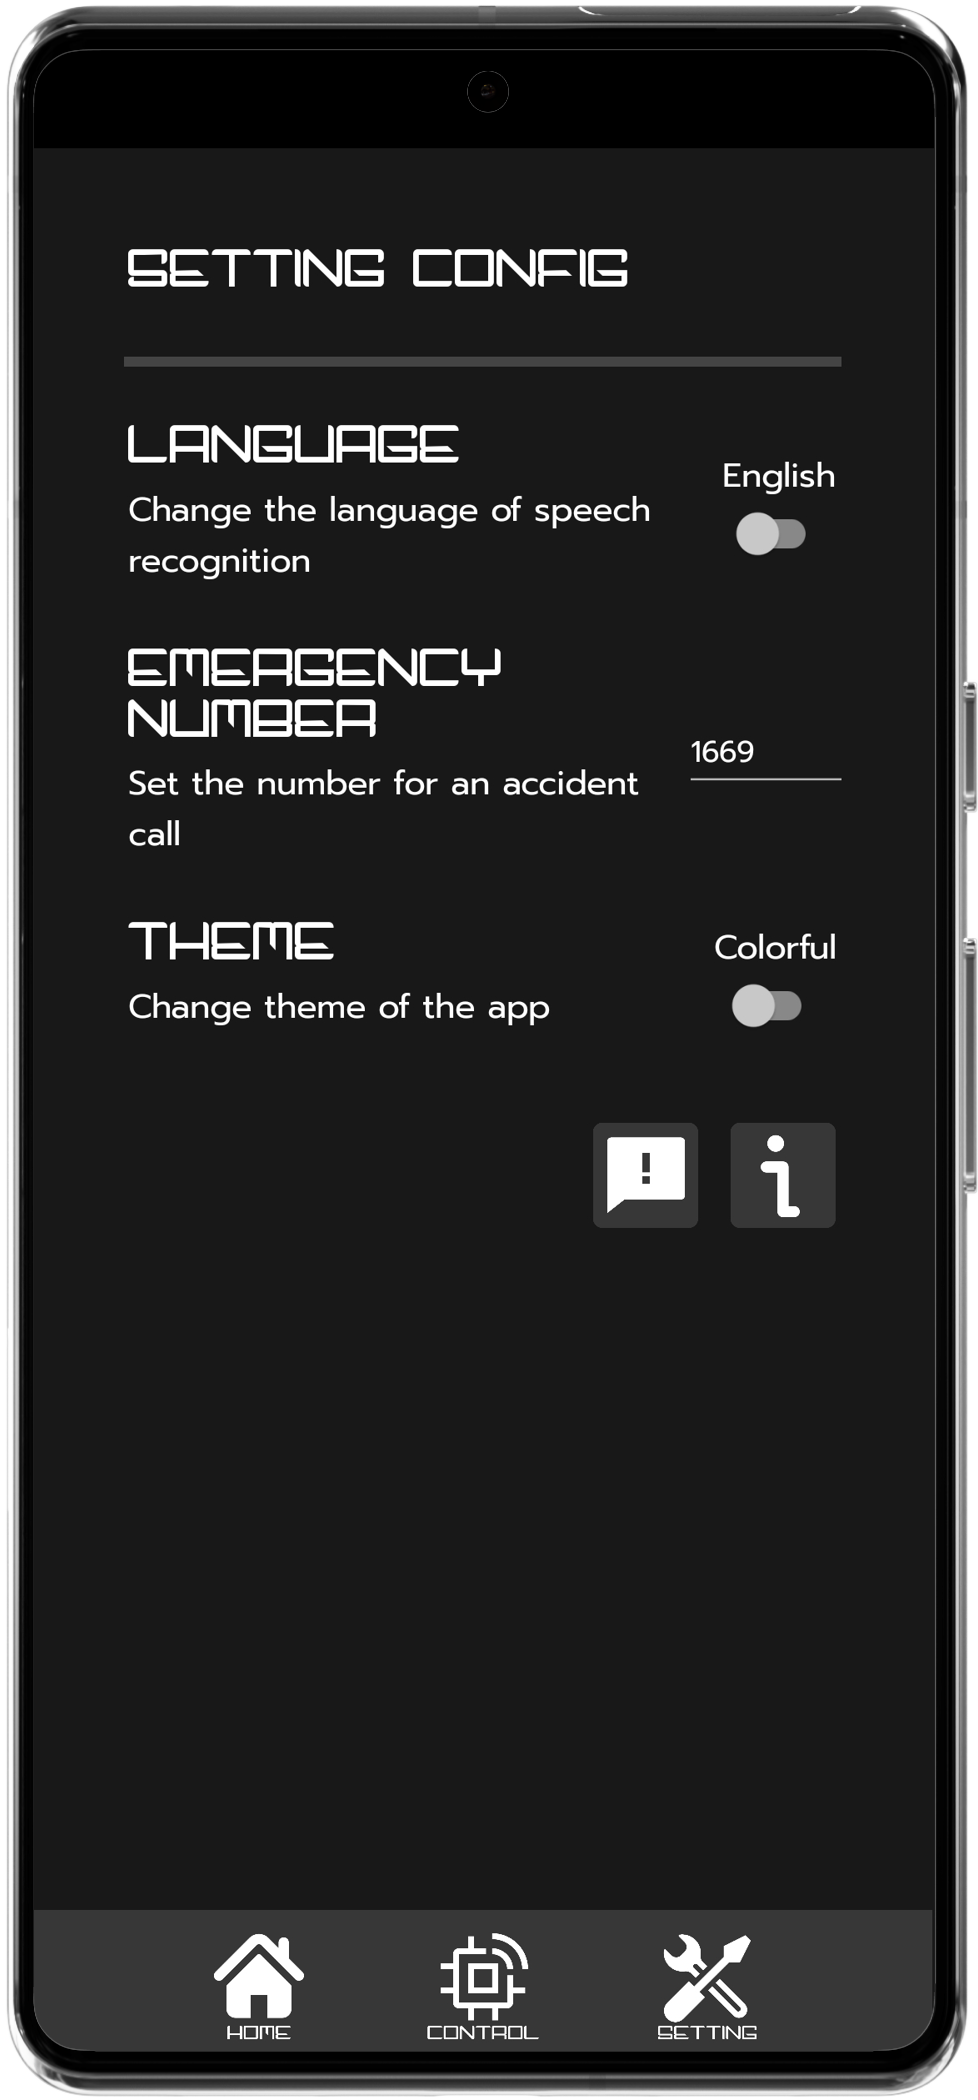 SETTING CONFIG
LANGUAGE
English
Change the language of speech
recognition
EMERGENCY
NUMBER
1669
Set the number for an accident
call
THEME
Colorful
Change theme of the app
HOME
CONTROL
SETTING